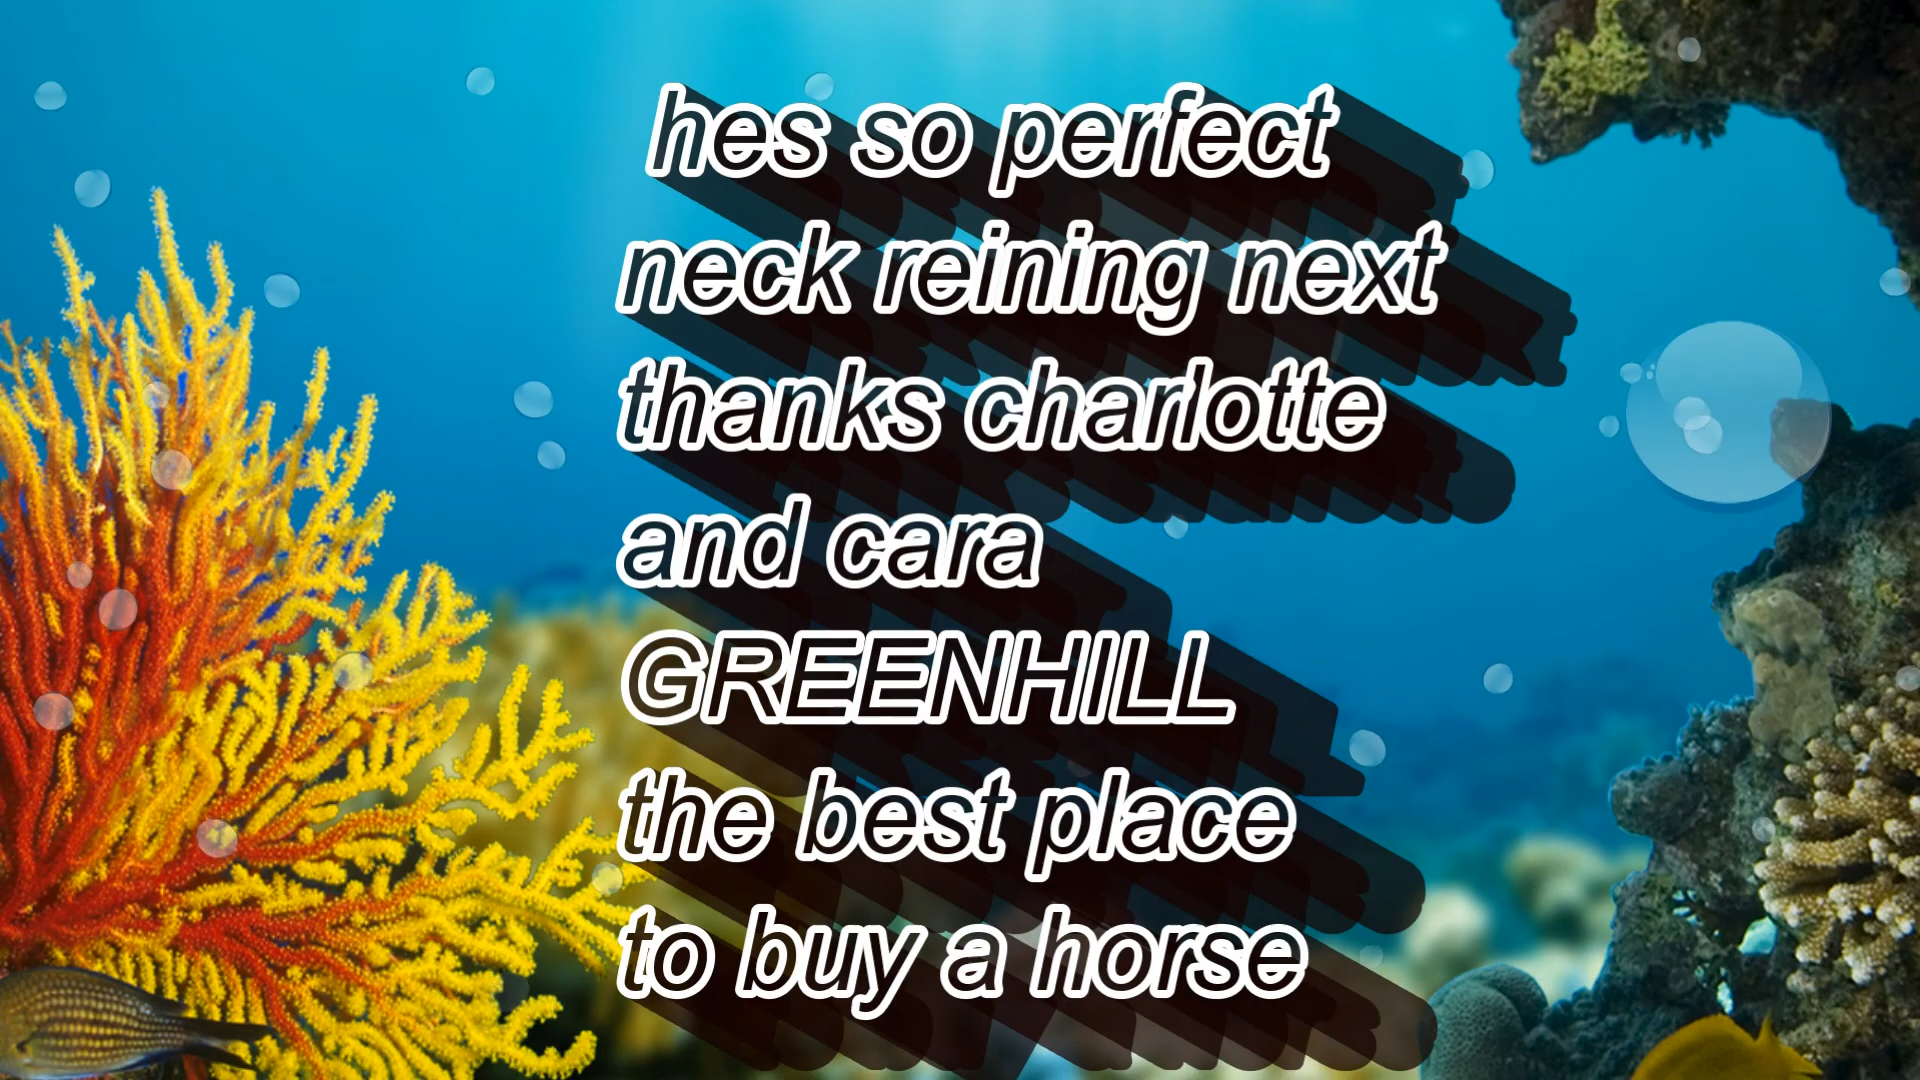 hes so perfect
neck reining next
thanks charlotte
and cara
GREENHILL
the best place
to buy a horse